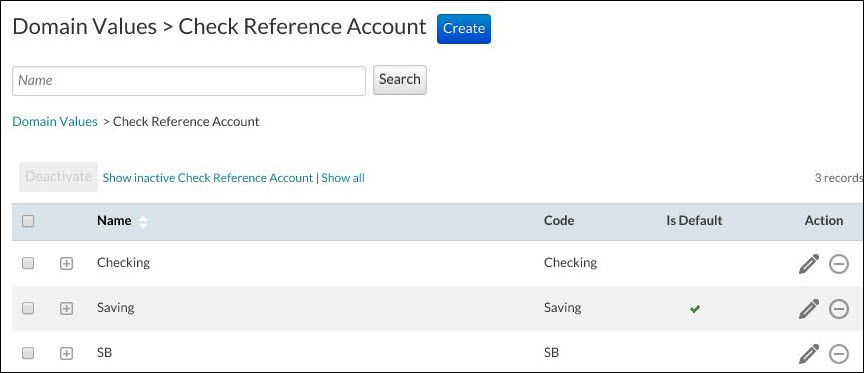 Domain Values > Check Reference Account Create
Name Search
Domain Values > Check Reference Account
Deactivate Show inactive Check Reference Account | Show all 3 records
Name Code Is Default Action
Checking Checking
Saving Saving
SB SB